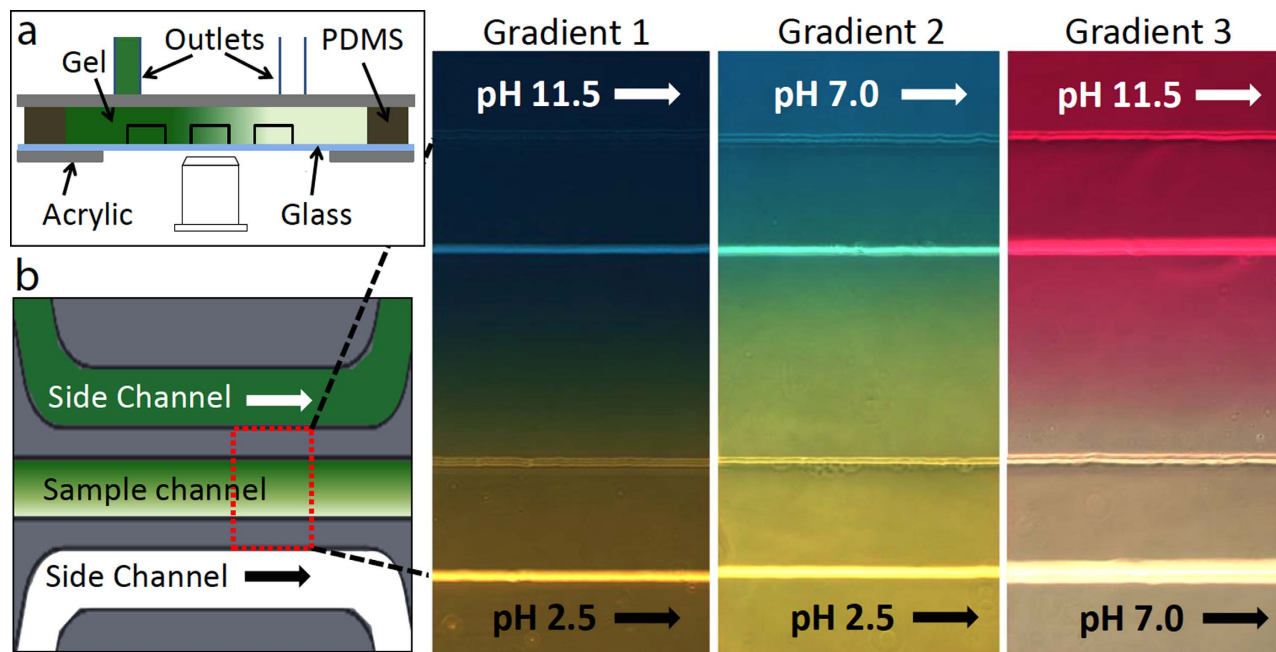 a
Outlets
PDMS
Gel
Acrylic
Glass
b
Side Channel
Sample channel
Side Channel
Gradient 1
Gradient 2
Gradient 3
pH 11.5
pH 7.0
pH 11.5
pH 2.5
pH 2.5
pH 7.0